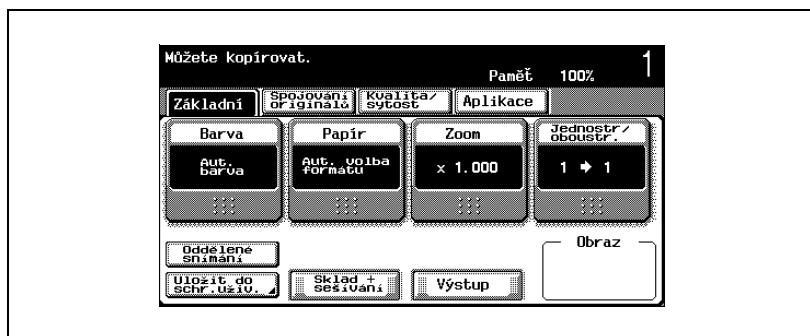 Můžete kopírovat.
Paměť 100% 1
Základní
Spojování
originálů
Kvalita/
sytost
Aplikace
Barva
Aut.
barva
Papír
Aut. volba
formátu
Zoom
x 1.000
Jednostr/
oboustr.
1 ➜ 1
Oddělené
snímání
Obraz
Uložit do
schr.uživ.
Sklad +
sešívání
Výstup